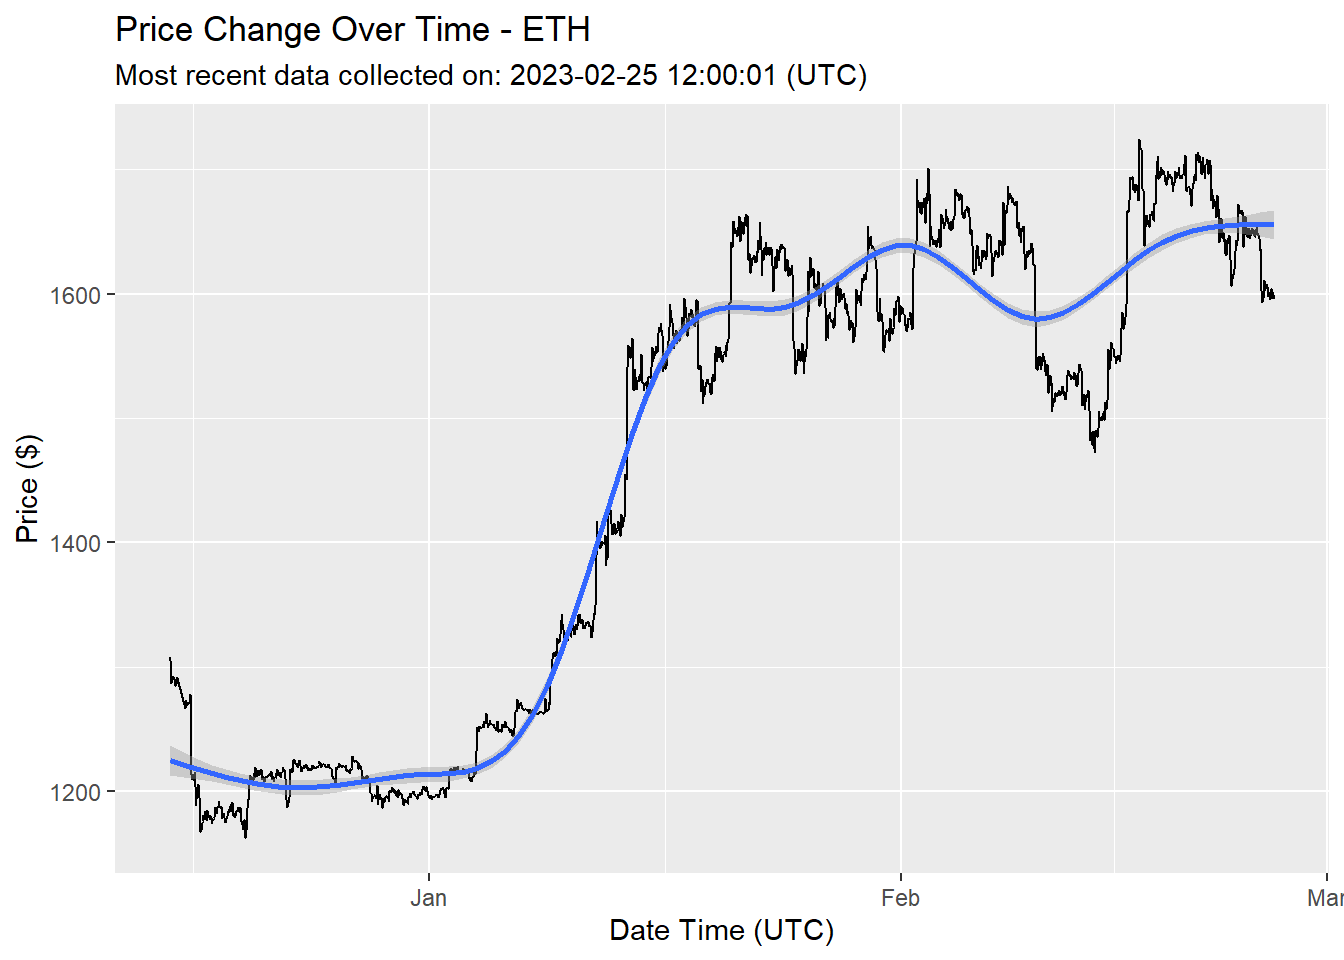 Price Change Over Time - ETH
Most recent data collected on: 2023-02-25 12:00:01 (UTC)
Price ($)
1600
1400
1200
Jan Feb Mar
Date Time (UTC)